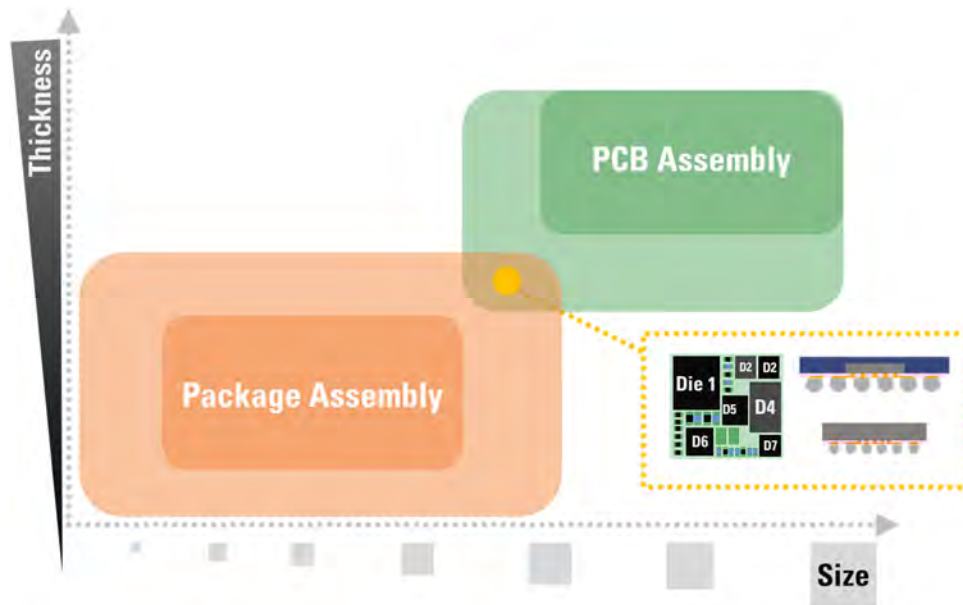 Thickness
PCB Assembly
Package Assembly
Die 1
D2
D2
D5
D4
D6
D7
Size